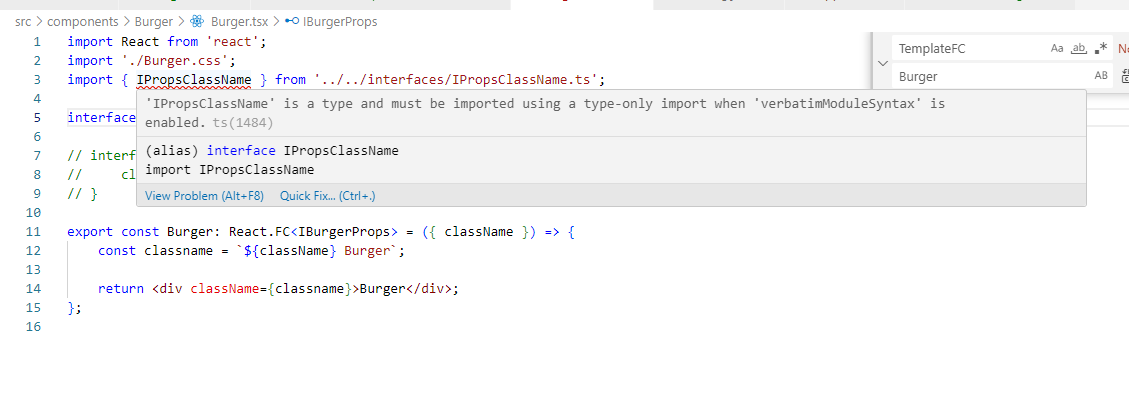 src > components > Burger > Burger.tsx > IBurgerProps
1 import React from 'react';
2 import './Burger.css';
3 import { IPropsClassName } from '../../interfaces/IPropsClassName.ts';
4
5 interface
6
7 // interf
8 //     cl
9 // }
10
11 export const Burger: React.FC<IBurgerProps> = ({ className }) => {
12     const classname = `${className} Burger`;
13
14     return <div className={classname}>Burger</div>;
15 };
16
'IPropsClassName' is a type and must be imported using a type-only import when 'verbatimModuleSyntax' is
enabled. ts(1484)
(alias) interface IPropsClassName
import IPropsClassName
View Problem (Alt+F8) Quick Fix... (Ctrl+.)
TemplateFC Aa ab .* No
Burger AB